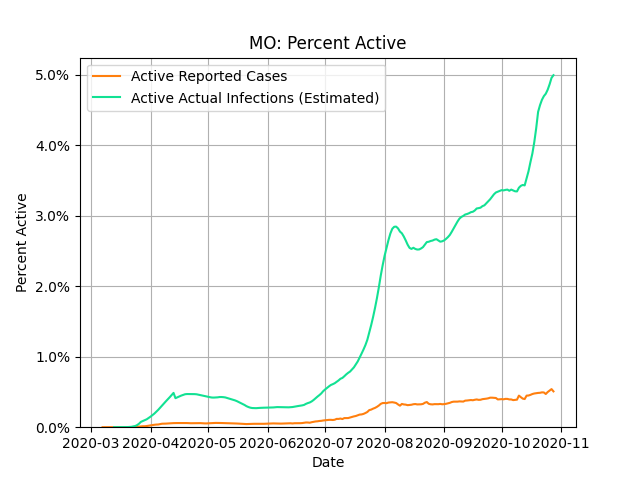 MO: Percent Active
Active Reported Cases
Active Actual Infections (Estimated)
5.0%
4.0%
3.0%
2.0%
1.0%
0.0%
Percent Active
2020-03 2020-04 2020-05 2020-06 2020-07 2020-08 2020-09 2020-10 2020-11
Date